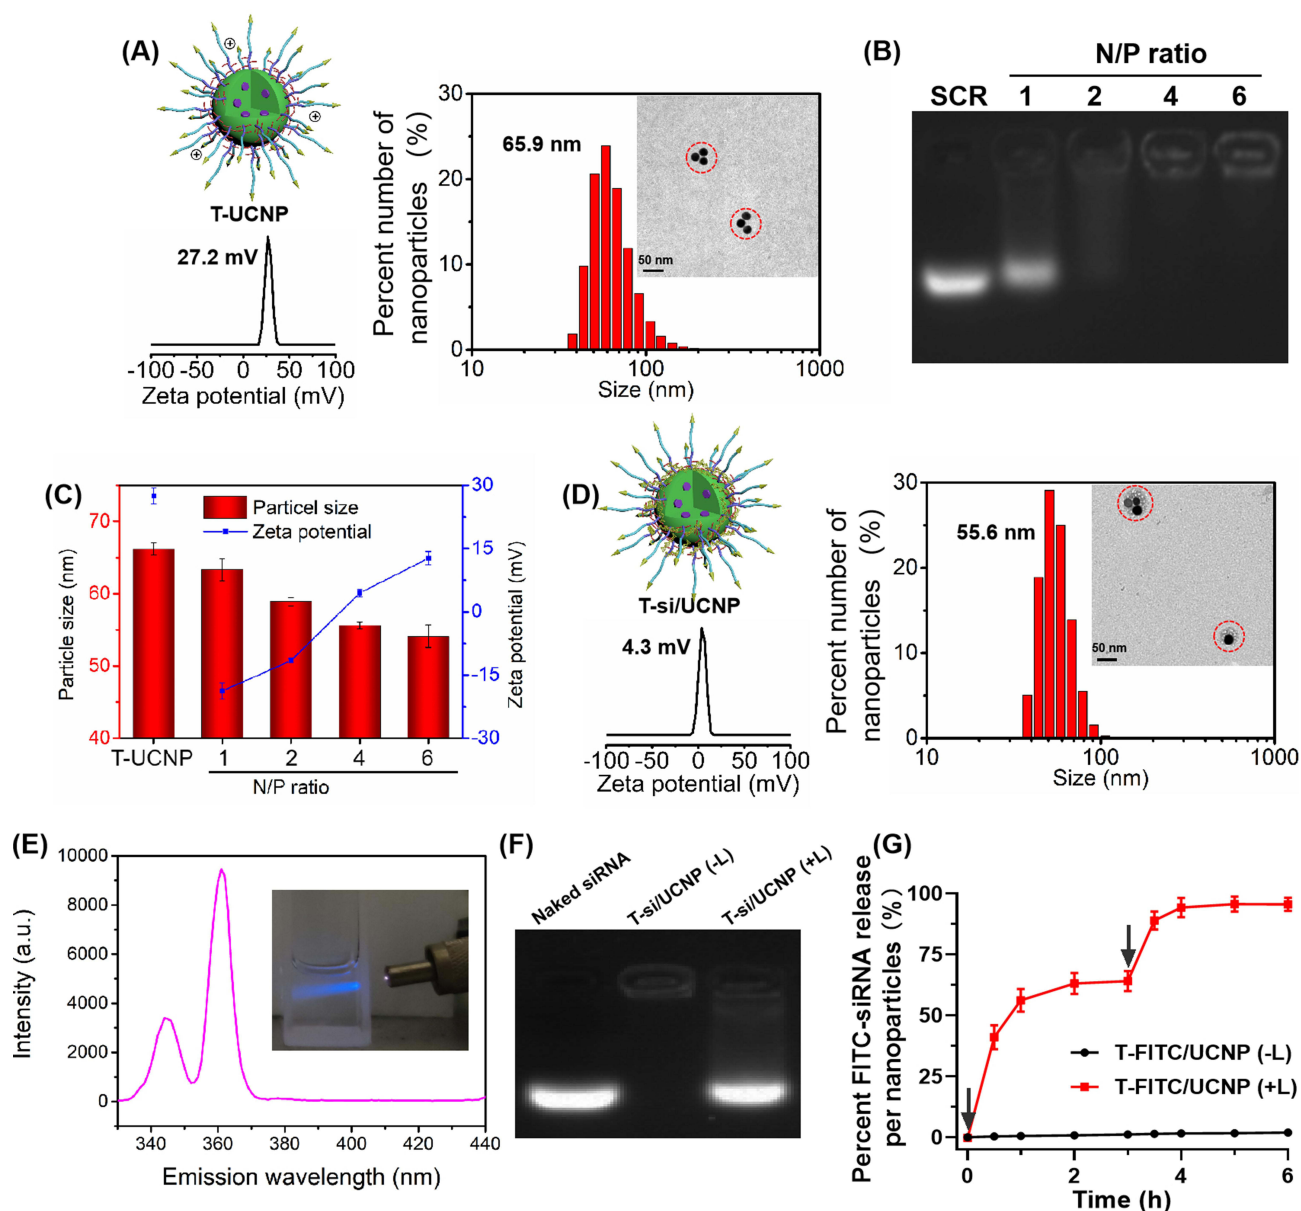 (A)
T-UCNP
27.2 mV
-100 -50 0 50 100
Zeta potential (mV)
Percent number of
nanoparticles (%)
30
20
10
0
65.9 nm
50 nm
10 100 1000
Size (nm)
(B)
N/P ratio
SCR 1 2 4 6
(C)
Particle size (nm)
70
60
50
40
Particel size
Zeta potential
30
15
0
-15
-30
Zeta potential (mV)
T-UCNP 1 2 4 6
N/P ratio
(D)
T-si/UCNP
4.3 mV
-100 -50 0 50 100
Zeta potential (mV)
Percent number of
nanoparticles (%)
30
20
10
0
55.6 nm
50 nm
10 100 1000
Size (nm)
(E)
Intensity (a.u.)
10000
8000
6000
4000
2000
0
340 360 380 400 420 440
Emission wavelength (nm)
(F)
Naked siRNA
T-si/UCNP (-L)
T-si/UCNP (+L)
(G)
Percent FITC-siRNA release
per nanoparticles (%)
100
75
50
25
0
T-FITC/UCNP (-L)
T-FITC/UCNP (+L)
0 2 4 6
Time (h)